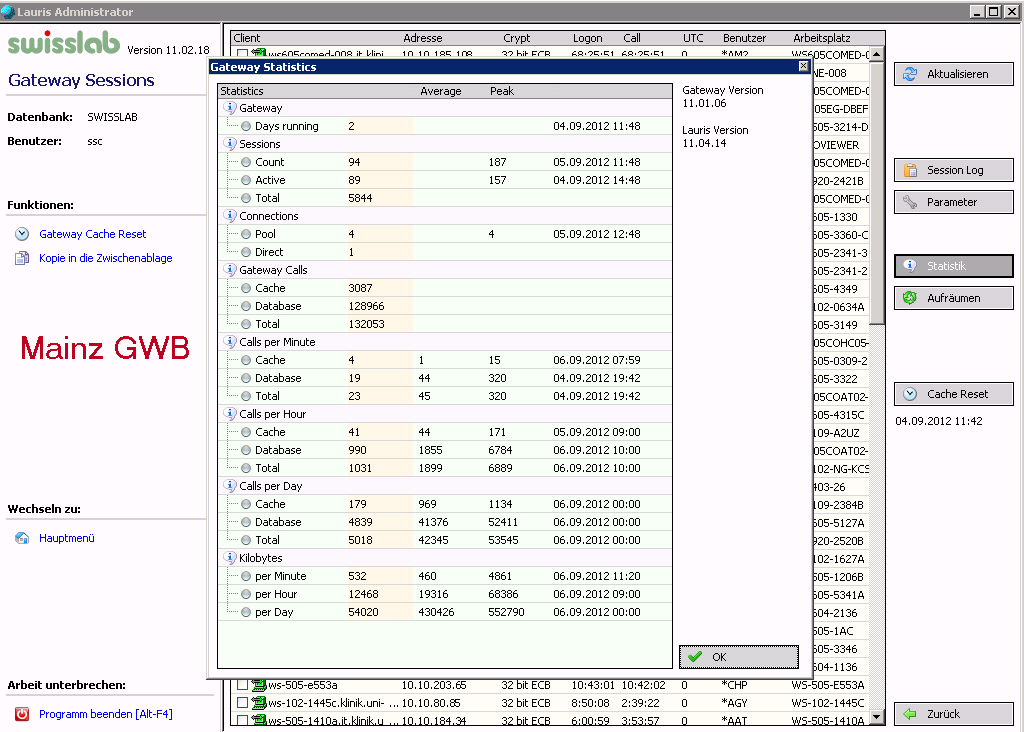 Lauris Administrator
swisslab Version 11.02.18
Gateway Sessions
Datenbank: SWISSLAB
Benutzer: ssc
Funktionen:
Gateway Cache Reset
Kopie in die Zwischenablage
Mainz GWB
Wechseln zu:
Hauptmenü
Arbeit unterbrechen:
Programm beenden [Alt-F4]
Client Adresse Crypt Logon Call UTC Benutzer Arbeitsplatz
ws605comed-008.it.klini 10.10.185.108 32 bit ECB 68:25:51 68:25:51 0 *AM2 WS605COMED-0
Gateway Statistics
Statistics Average Peak
Gateway
Days running 2 04.09.2012 11:48
Sessions
Count 94 187 05.09.2012 11:48
Active 89 157 04.09.2012 14:48
Total 5844
Connections
Pool 4 4 05.09.2012 12:48
Direct 1
Gateway Calls
Cache 3087
Database 128966
Total 132053
Calls per Minute
Cache 4 1 15 06.09.2012 07:59
Database 19 44 320 04.09.2012 19:42
Total 23 45 320 04.09.2012 19:42
Calls per Hour
Cache 41 44 171 05.09.2012 09:00
Database 990 1855 6784 06.09.2012 10:00
Total 1031 1899 6889 06.09.2012 10:00
Calls per Day
Cache 179 969 1134 06.09.2012 00:00
Database 4839 41376 52411 06.09.2012 00:00
Total 5018 42345 53545 06.09.2012 00:00
Kilobytes
per Minute 532 460 4861 06.09.2012 11:20
per Hour 12468 19316 68386 06.09.2012 09:00
per Day 54020 430426 552790 06.09.2012 00:00
Gateway Version
11.01.06
Lauris Version
11.04.14
OK
NE-008
05COMED-0
05EG-DBEF
505-3214-D
OVIEWER
05COMED-0
920-2421B
05COMED-0
605-1330
605-3360-C
505-2341-3
505-2341-2
605-4349
102-0634A
505-3149
05COHC05-
605-0309-2
505-3322
05COAT02-
605-4315C
109-A2UZ
05COAT02-
102-NG-KCS
403-26
109-2384B
605-5127A
920-2520B
102-1627A
505-1206B
605-5341A
604-2136
605-1AC
605-3346
604-1136
ws-505-e553a 10.10.203.65 32 bit ECB 10:43:01 10:42:02 0 *CHP WS-505-E553A
ws-102-1445c.klinik.uni- ... 10.10.80.85 32 bit ECB 8:50:08 2:39:22 0 *AGY WS-102-1445C
ws-505-1410a.it.klinik.u ... 10.10.184.34 32 bit ECB 6:00:59 3:53:57 0 *AAT WS-505-1410A
Aktualisieren
Session Log
Parameter
Statistik
Aufräumen
Cache Reset
04.09.2012 11:42
Zurück